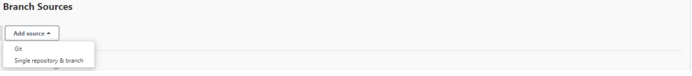 Branch Sources
Add source
Git
Single repository & branch